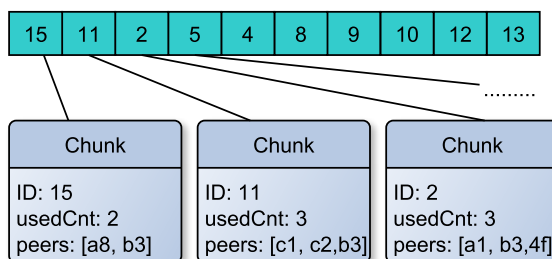 15 11 2 5 4 8 9 10 12 13
.........
Chunk Chunk Chunk
ID: 15 ID: 11 ID: 2
usedCnt: 2 usedCnt: 3 usedCnt: 3
peers: [a8, b3] peers: [c1, c2,b3] peers: [a1, b3,4f]